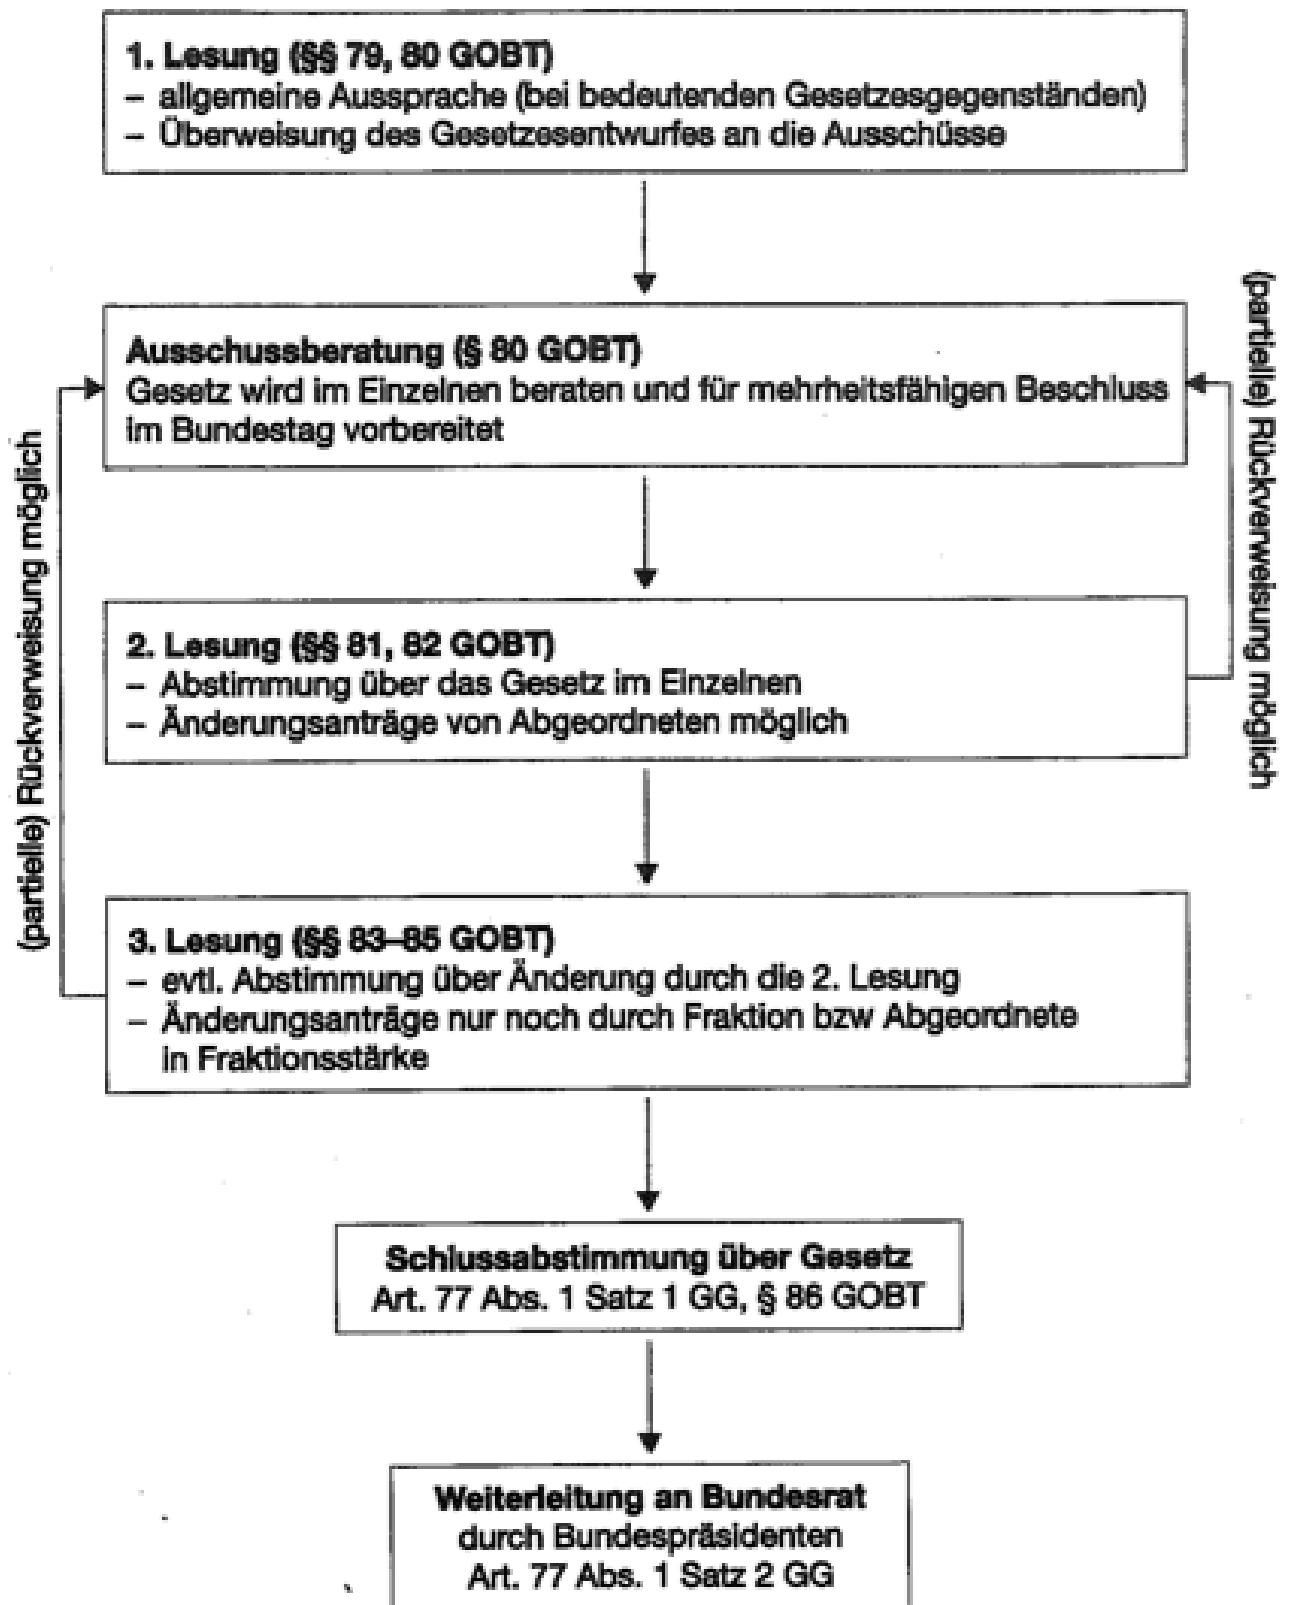 1. Lesung (§§ 79, 80 GOBT)
– allgemeine Aussprache (bei bedeutenden Gesetzesgegenständen)
– Überweisung des Gesetzesentwurfes an die Ausschüsse
Ausschussberatung (§ 80 GOBT)
Gesetz wird im Einzelnen beraten und für mehrheitsfähigen Beschluss
im Bundestag vorbereitet
(partielle) Rückverweisung möglich
(partielle) Rückverweisung möglich
2. Lesung (§§ 81, 82 GOBT)
– Abstimmung über das Gesetz im Einzelnen
– Änderungsanträge von Abgeordneten möglich
3. Lesung (§§ 83–85 GOBT)
– evtl. Abstimmung über Änderung durch die 2. Lesung
– Änderungsanträge nur noch durch Fraktion bzw Abgeordnete
in Fraktionsstärke
Schlussabstimmung über Gesetz
Art. 77 Abs. 1 Satz 1 GG, § 86 GOBT
Weiterleitung an Bundesrat
durch Bundespräsidenten
Art. 77 Abs. 1 Satz 2 GG